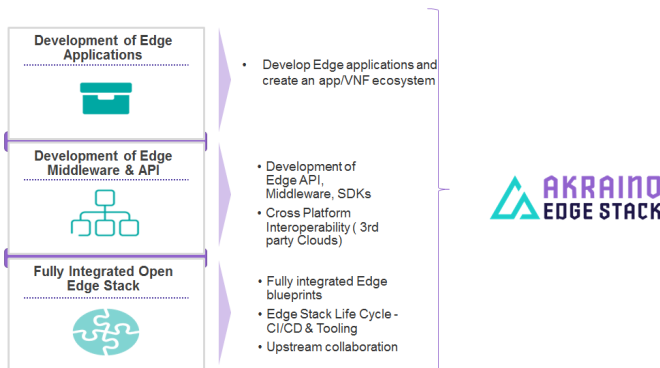 Development of Edge
Applications
• Develop Edge applications and
create an app/VNF ecosystem
Development of Edge
Middleware & API
• Development of
Edge API,
Middleware, SDKs
• Cross Platform
Interoperability ( 3rd
party Clouds)
Fully Integrated Open
Edge Stack
• Fully integrated Edge
blueprints
• Edge Stack Life Cycle -
CI/CD & Tooling
• Upstream collaboration
AKRAINO
EDGE STACK